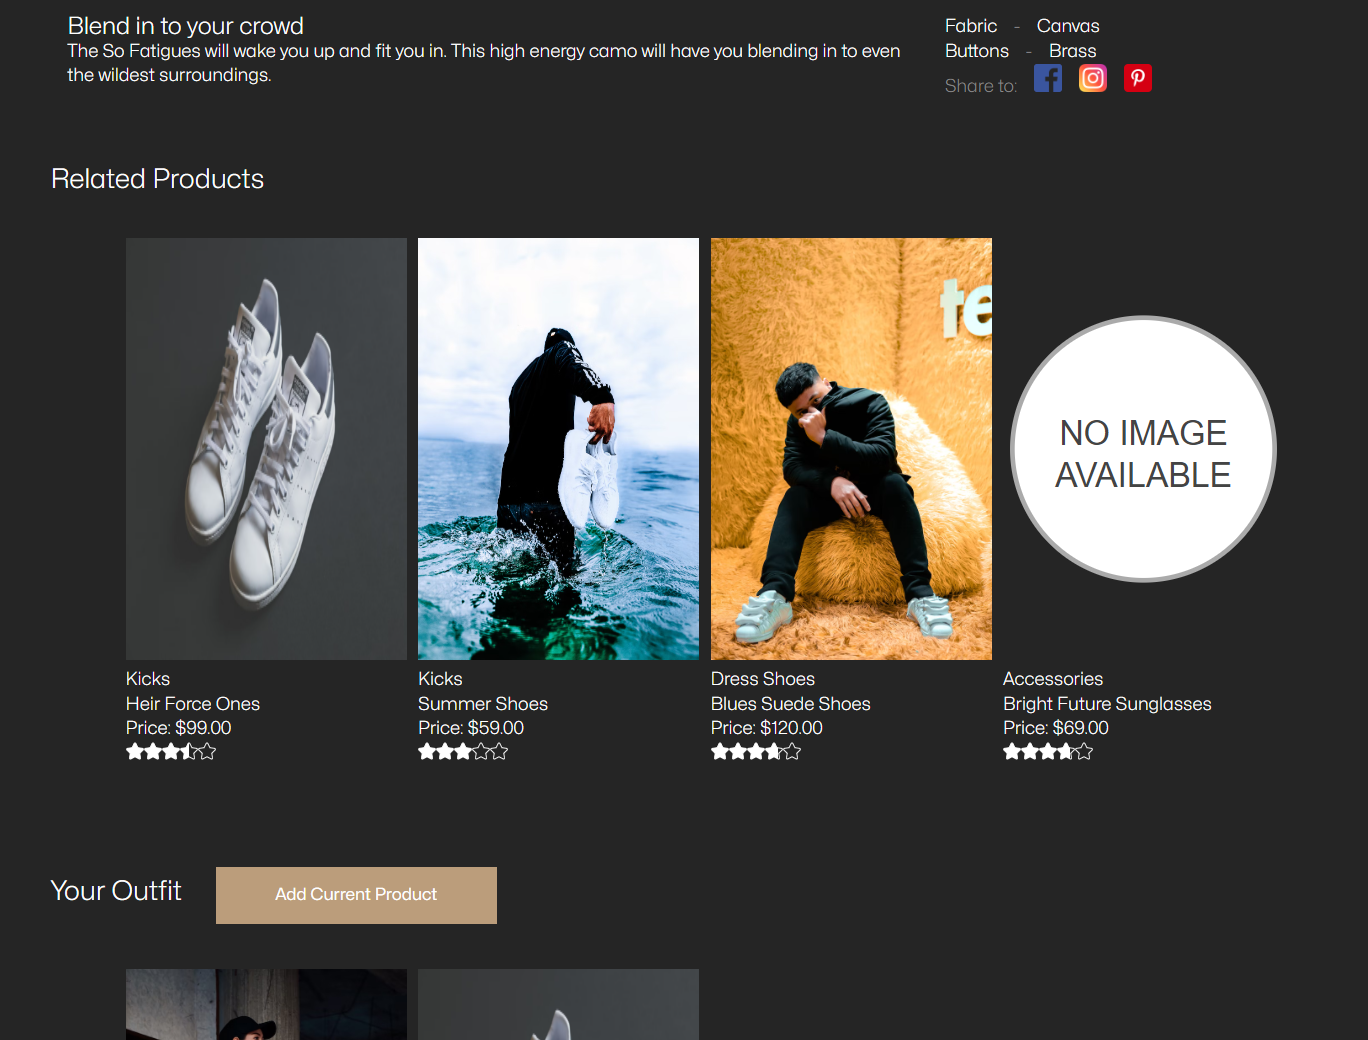 Blend in to your crowd
The So Fatigues will wake you up and fit you in. This high energy camo will have you blending in to even
the wildest surroundings.
Fabric - Canvas
Buttons - Brass
Share to:
Related Products
te
NO IMAGE
AVAILABLE
Kicks
Heir Force Ones
Price: $99.00
Kicks
Summer Shoes
Price: $59.00
Dress Shoes
Blues Suede Shoes
Price: $120.00
Accessories
Bright Future Sunglasses
Price: $69.00
Your Outfit
Add Current Product